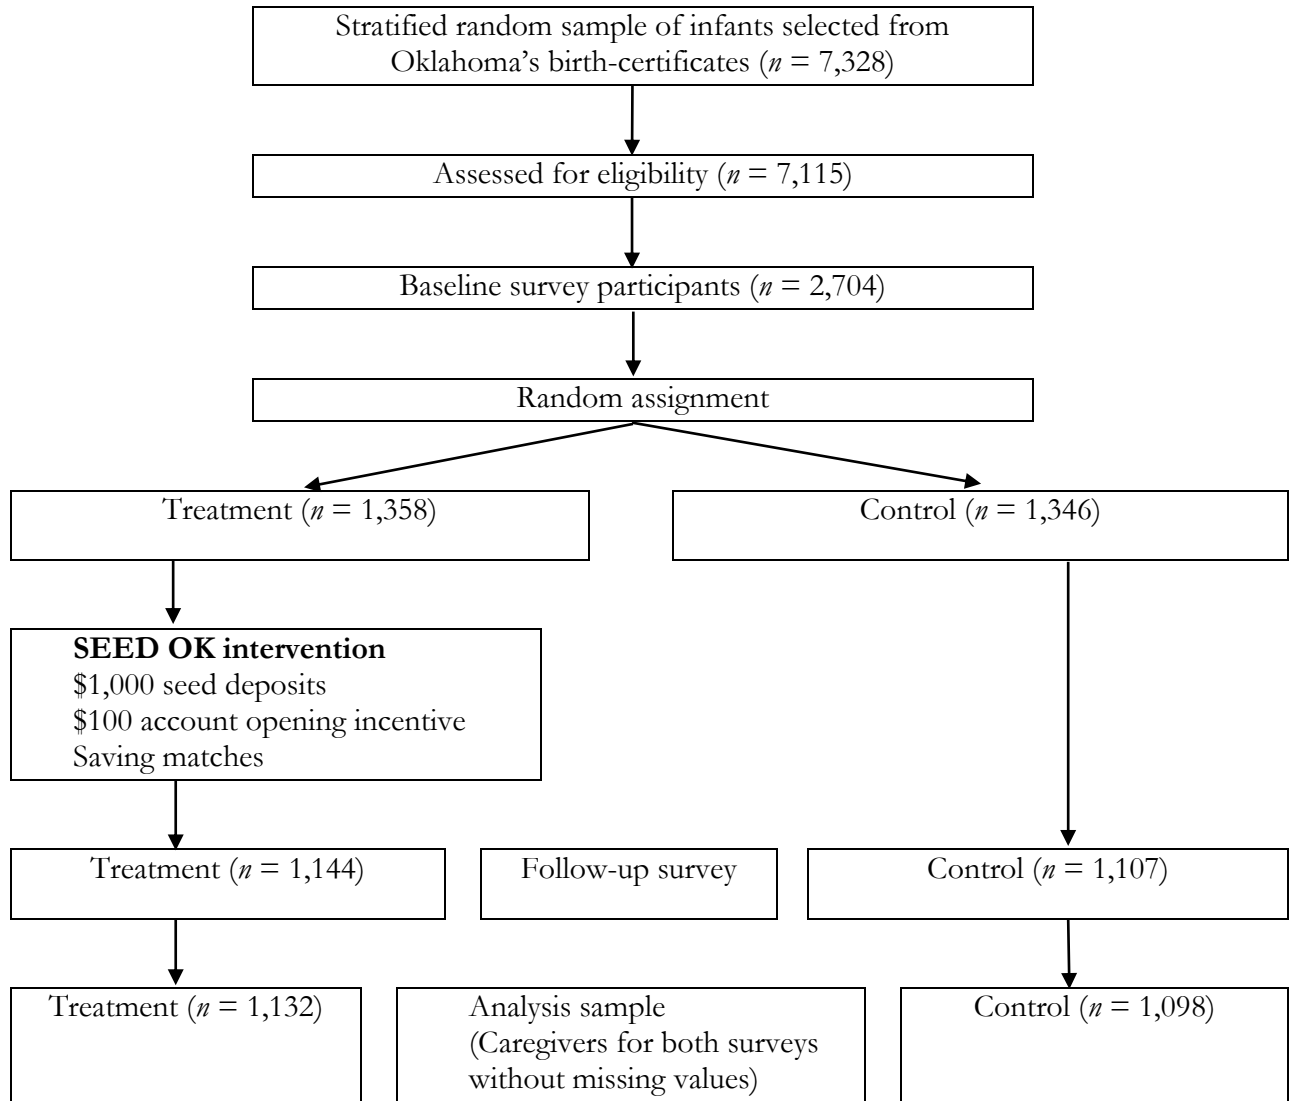 Stratified random sample of infants selected from
Oklahoma’s birth-certificates (n = 7,328)
Assessed for eligibility (n = 7,115)
Baseline survey participants (n = 2,704)
Random assignment
Treatment (n = 1,358)
Control (n = 1,346)
SEED OK intervention
$1,000 seed deposits
$100 account opening incentive
Saving matches
Treatment (n = 1,144)
Follow-up survey
Control (n = 1,107)
Treatment (n = 1,132)
Analysis sample
(Caregivers for both surveys
without missing values)
Control (n = 1,098)